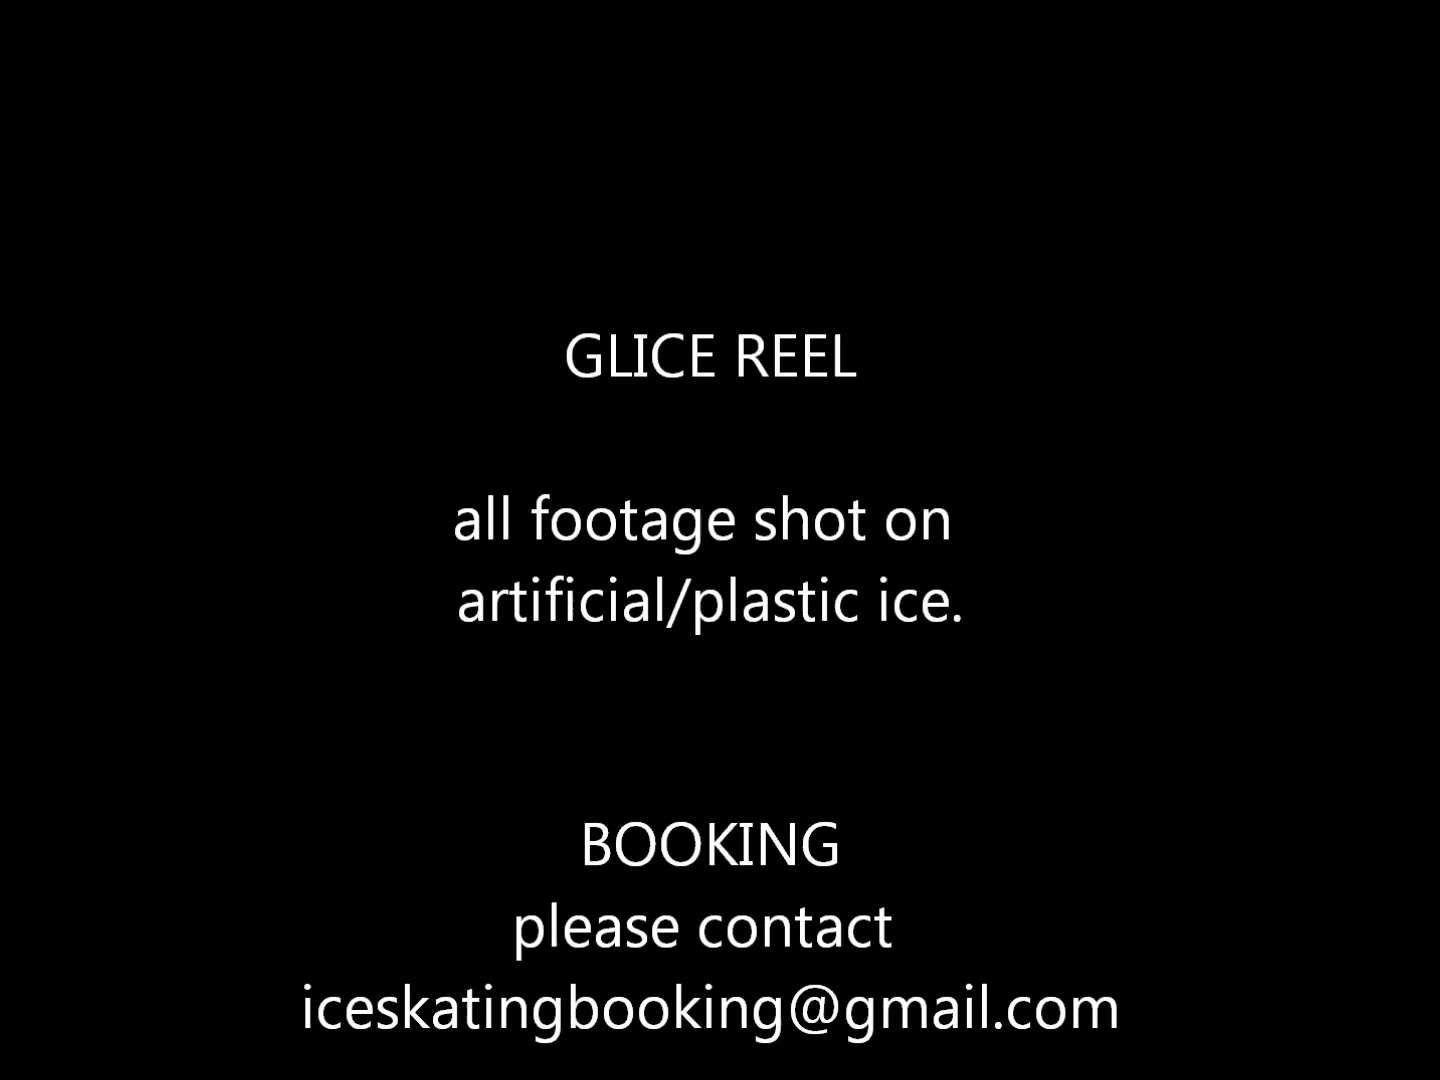 GLICE REEL
all footage shot on
artificial/plastic ice.
BOOKING
please contact
iceskatingbooking@gmail.com